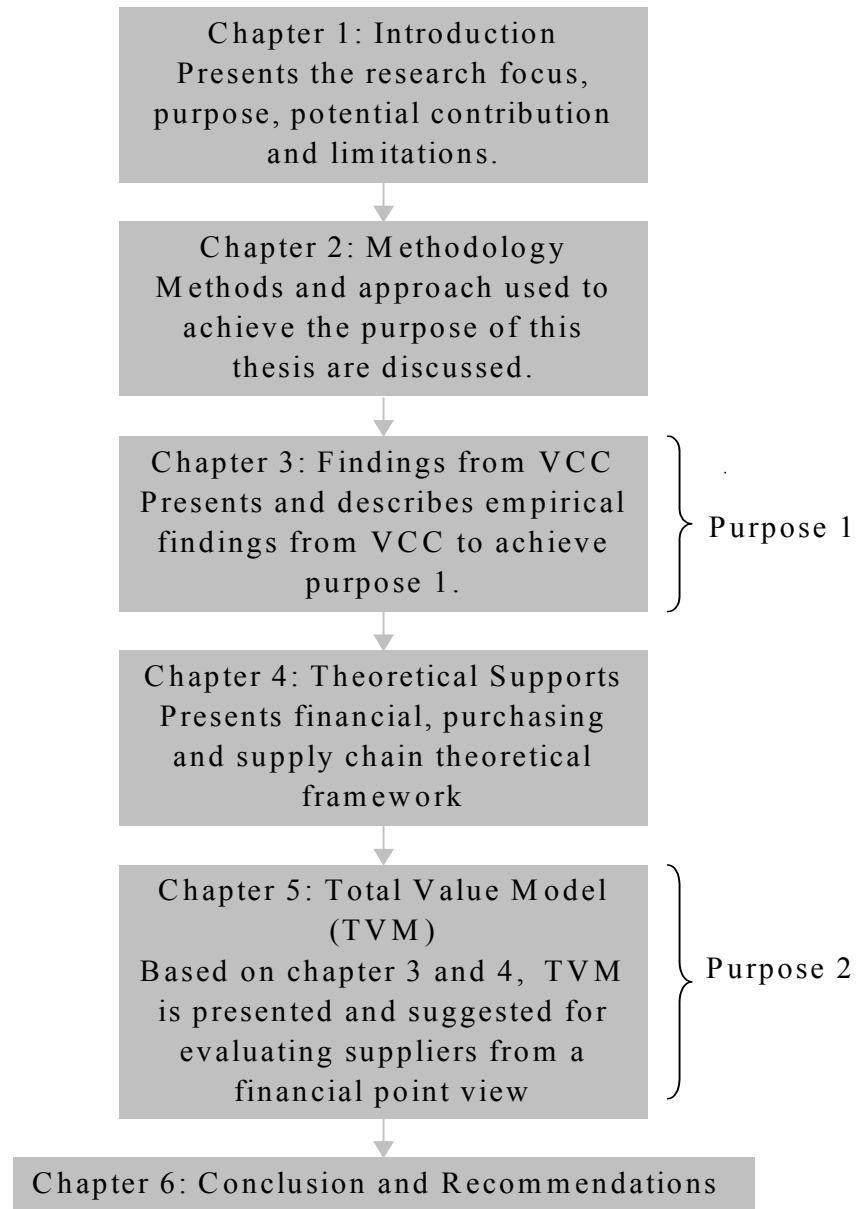 Chapter 1: Introduction
Presents the research focus,
purpose, potential contribution
and limitations.
Chapter 2: Methodology
Methods and approach used to
achieve the purpose of this
thesis are discussed.
Chapter 3: Findings from VCC
Presents and describes empirical
findings from VCC to achieve
purpose 1.
Purpose 1
Chapter 4: Theoretical Supports
Presents financial, purchasing
and supply chain theoretical
framework
Chapter 5: Total Value Model
(TVM)
Based on chapter 3 and 4, TVM
is presented and suggested for
evaluating suppliers from a
financial point view
Purpose 2
Chapter 6: Conclusion and Recommendations